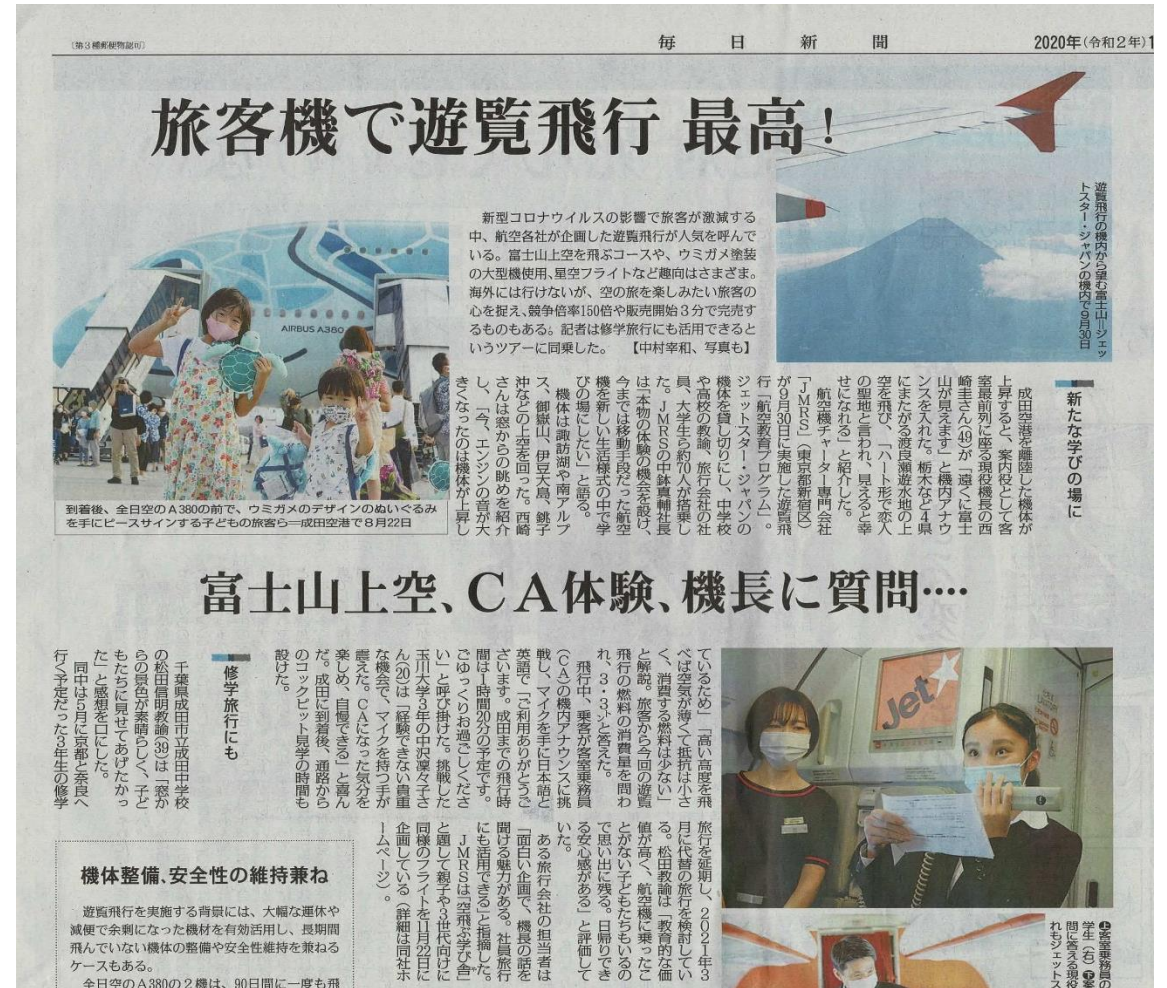 〔第3種郵便物認可〕
毎日新聞
2020年(令和2年)1
旅客機で遊覧飛行 最高!
新型コロナウイルスの影響で旅客が激減する
中、航空各社が企画した遊覧飛行が人気を呼んで
いる。富士山上空を飛ぶコースや、ウミガメ塗装
の大型機使用、星空フライトなど趣向はさまざま。
海外には行けないが、空の旅を楽しみたい旅客の
心を捉え、競争倍率150倍や販売開始3分で完売す
るものもある。記者は修学旅行にも活用できると
いうツアーに同乗した。 【中村宰和、写真も】
遊覧飛行の機内から望む富士山=ジェッ
トスター・ジャパンの機内で9月30日
AIRBUS A380
到着後、全日空のA380の前で、ウミガメのデザインのぬいぐるみ
を手にピースサインする子どもの旅客ら=成田空港で8月22日
新たな学びの場に
成田空港を離陸した機体が
上昇すると、案内役として客
室最前列に座る現役機長の西
崎圭さん(49)が「遠くに富士
山が見えます」と機内アナウ
ンスを入れた。栃木など4県
にまたがる渡良瀬遊水地の上
空を飛び、「ハート形で恋人
の聖地と言われ、見えると幸
せになれる」と紹介した。
航空機チャーター専門会社
「JMRS」(東京都新宿区)
が9月30日に実施した遊覧飛
行「航空教育プログラム」。
ジェットスター・ジャパンの
機体を貸し切りにし、中学校
や高校の教諭、旅行会社の社
員、大学生ら約70人が搭乗し
た。JMRSの中鉢真輔社長
は「本物の体験の機会を設け、
今までは移動手段だった航空
機を新しい生活様式の中で学
びの場にしたい」と語る。
機体は諏訪湖や南アルプ
ス、御嶽山、伊豆大島、銚子
沖などの上空を回った。西崎
さんは窓からの眺めを紹介
し、「今、エンジンの音が大
きくなったのは機体が上昇し
富士山上空、CA体験、機長に質問‥‥
ているため」「高い高度を飛
べば空気が薄くて抵抗は小さ
く、消費する燃料は少ない」
と解説。旅客から今回の遊覧
飛行の燃料の消費量を問わ
れ、3・3㌧と答えた。
飛行中、乗客が客室乗務員
(CA)の機内アナウンスに挑
戦し、マイクを手に日本語と
英語で「ご利用ありがとうご
ざいます。成田までの飛行時
間は1時間20分の予定です。
ごゆっくりお過ごしくださ
い」と呼び掛けた。挑戦した
玉川大学3年の中沢凜々子さ
ん(20)は「経験できない貴重
な機会で、マイクを持つ手が
震えた。CAになった気分を
楽しめ、自慢できる」と喜ん
だ。成田に到着後、通路から
のコックピット見学の時間も
設けた。
修学旅行にも
千葉県成田市立成田中学校
の松田信明教諭(39)は「窓か
らの景色が素晴らしく、子ど
もたちに見せてあげたかっ
た」と感想を口にした。
同中は5月に京都と奈良へ
行く予定だった3年生の修学
旅行を延期し、2021年3
月に代替の旅行を検討してい
る。松田教諭は「教育的な価
値が高く、航空機に乗ったこ
とがない子どもたちもいるの
で思い出に残る。日帰りでき
る安心感がある」と評価して
いた。
ある旅行会社の担当者は
「面白い企画で、機長の話を
聞ける魅力がある。社員旅行
にも活用できる」と指摘した。
JMRSは「空飛ぶ学び舎」
と題して親子や3世代向けに
同様のフライトを11月22日に
企画している(詳細は同社ホ
ームページ)。
Jet
機体整備、安全性の維持兼ね
遊覧飛行を実施する背景には、大幅な運休や
減便で余剰になった機材を有効活用し、長期間
飛んでいない機体の整備や安全性維持を兼ねる
ケースもある。
全日空のA380の2機は、90日間に一度も飛
㊤客室乗務員の
学生(右)㊦客
問に答える現役
れもジェットス